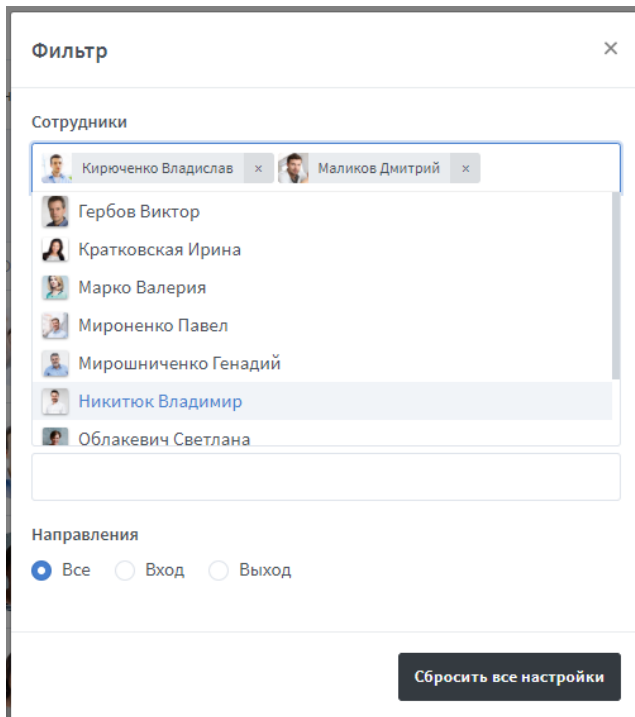 Фильтр ×
Сотрудники
Кирюченко Владислав × Маликов Дмитрий ×
Гербов Виктор
Кратковская Ирина
Марко Валерия
Мироненко Павел
Мирошниченко Генадий
Никитюк Владимир
Облакевич Светлана
Направления
Все Вход Выход
Сбросить все настройки